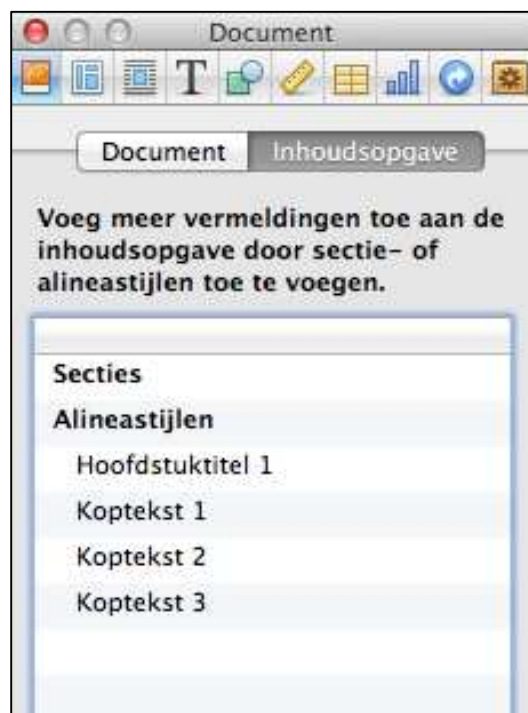 Document
T
Document Inhoudsopgave
Voeg meer vermeldingen toe aan de
inhoudsopgave door sectie- of
alineastijlen toe te voegen.
Secties
Alineastijlen
Hoofdstuktitel 1
Koptekst 1
Koptekst 2
Koptekst 3